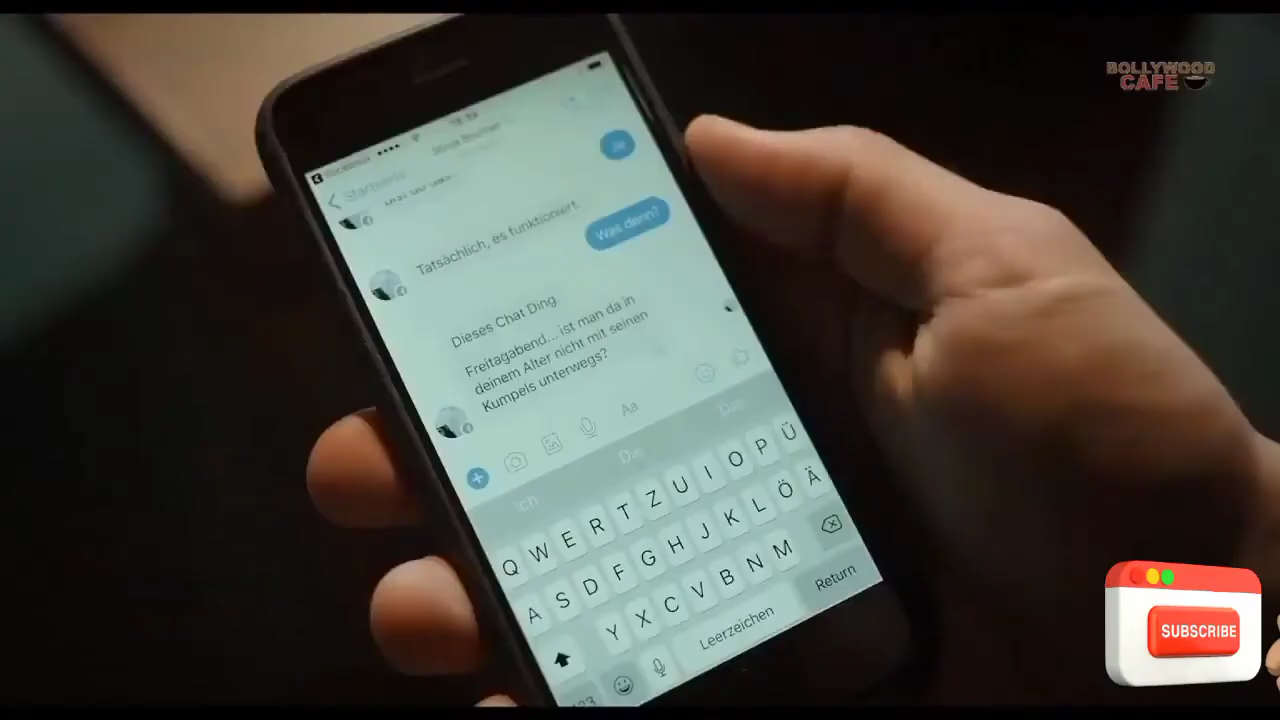 BOLLYWOOD
CAFE
Startseite
Ja
Tatsächlich, es funktioniert.
Was denn?
Dieses Chat Ding.
Freitagabend... ist man da in
deinem Alter nicht mit seinen
Kumpels unterwegs?
Aa
Q W E R T Z U I O P Ü
A S D F G H J K L Ö Ä
Y X C V B N M
123
Leerzeichen
Return
SUBSCRIBE